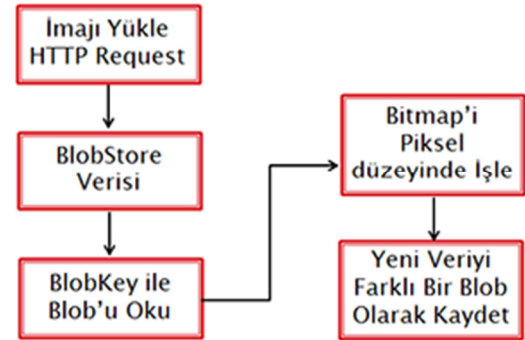 İmajı Yükle
HTTP Request
BlobStore
Verisi
BlobKey ile
Blob'u Oku
Bitmap'i
Piksel
düzeyinde İşle
Yeni Veriyi
Farklı Bir Blob
Olarak Kaydet